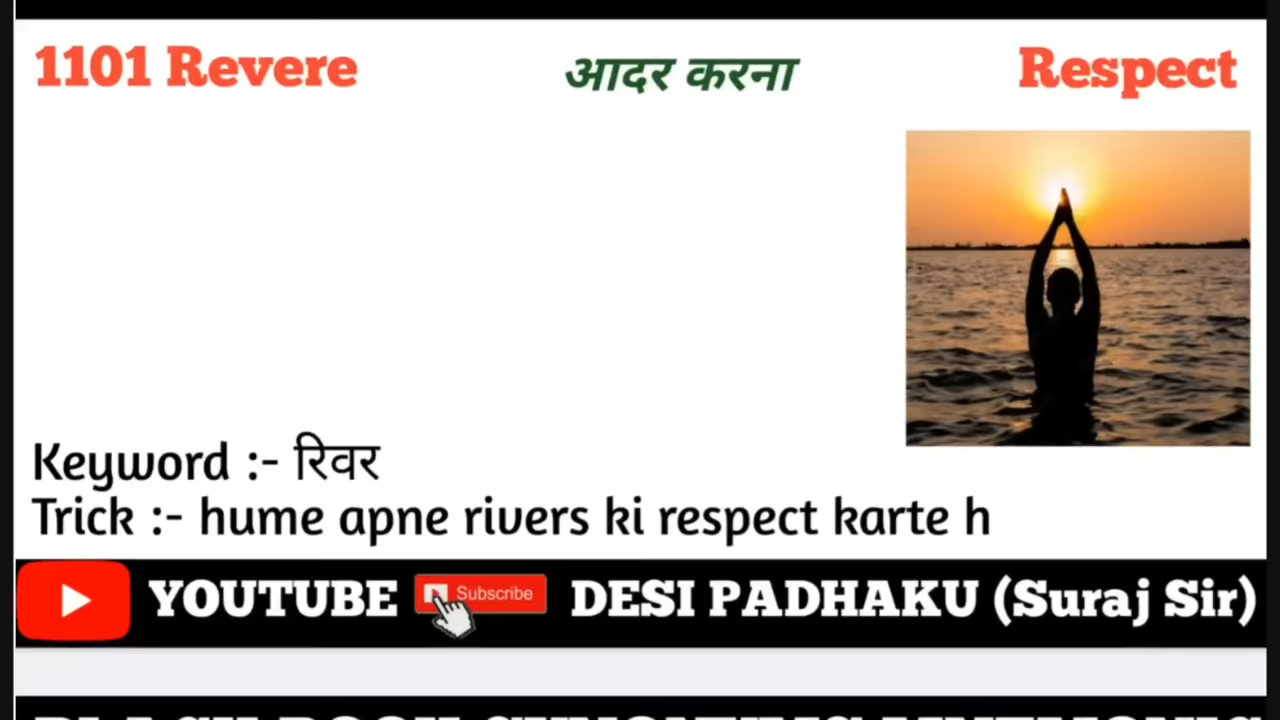 1101 Revere आदर करना Respect
Keyword :- रिवर
Trick :- hume apne rivers ki respect karte h
YOUTUBE Subscribe DESI PADHAKU (Suraj Sir)